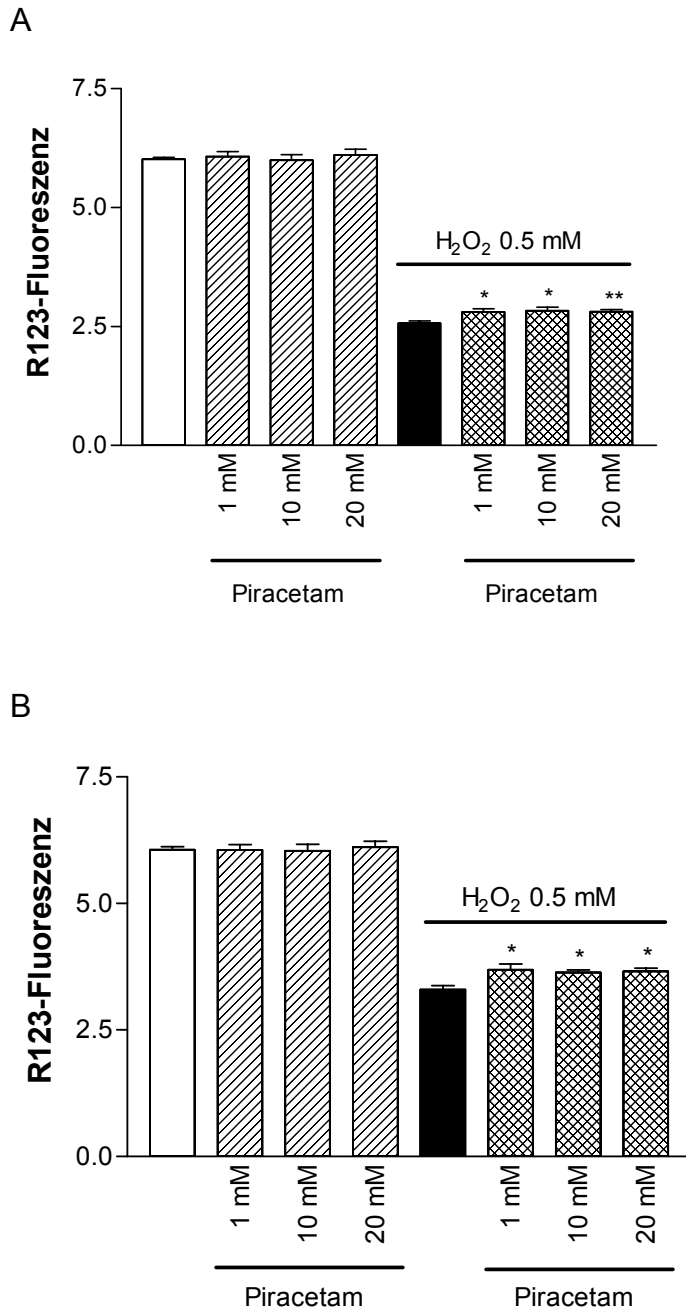 A
R123-Fluoreszenz
7.5
5.0
2.5
0.0
H₂O₂ 0.5 mM
* * **
1 mM 10 mM 20 mM 1 mM 10 mM 20 mM
Piracetam Piracetam
B
R123-Fluoreszenz
7.5
5.0
2.5
0.0
H₂O₂ 0.5 mM
* * *
1 mM 10 mM 20 mM 1 mM 10 mM 20 mM
Piracetam Piracetam